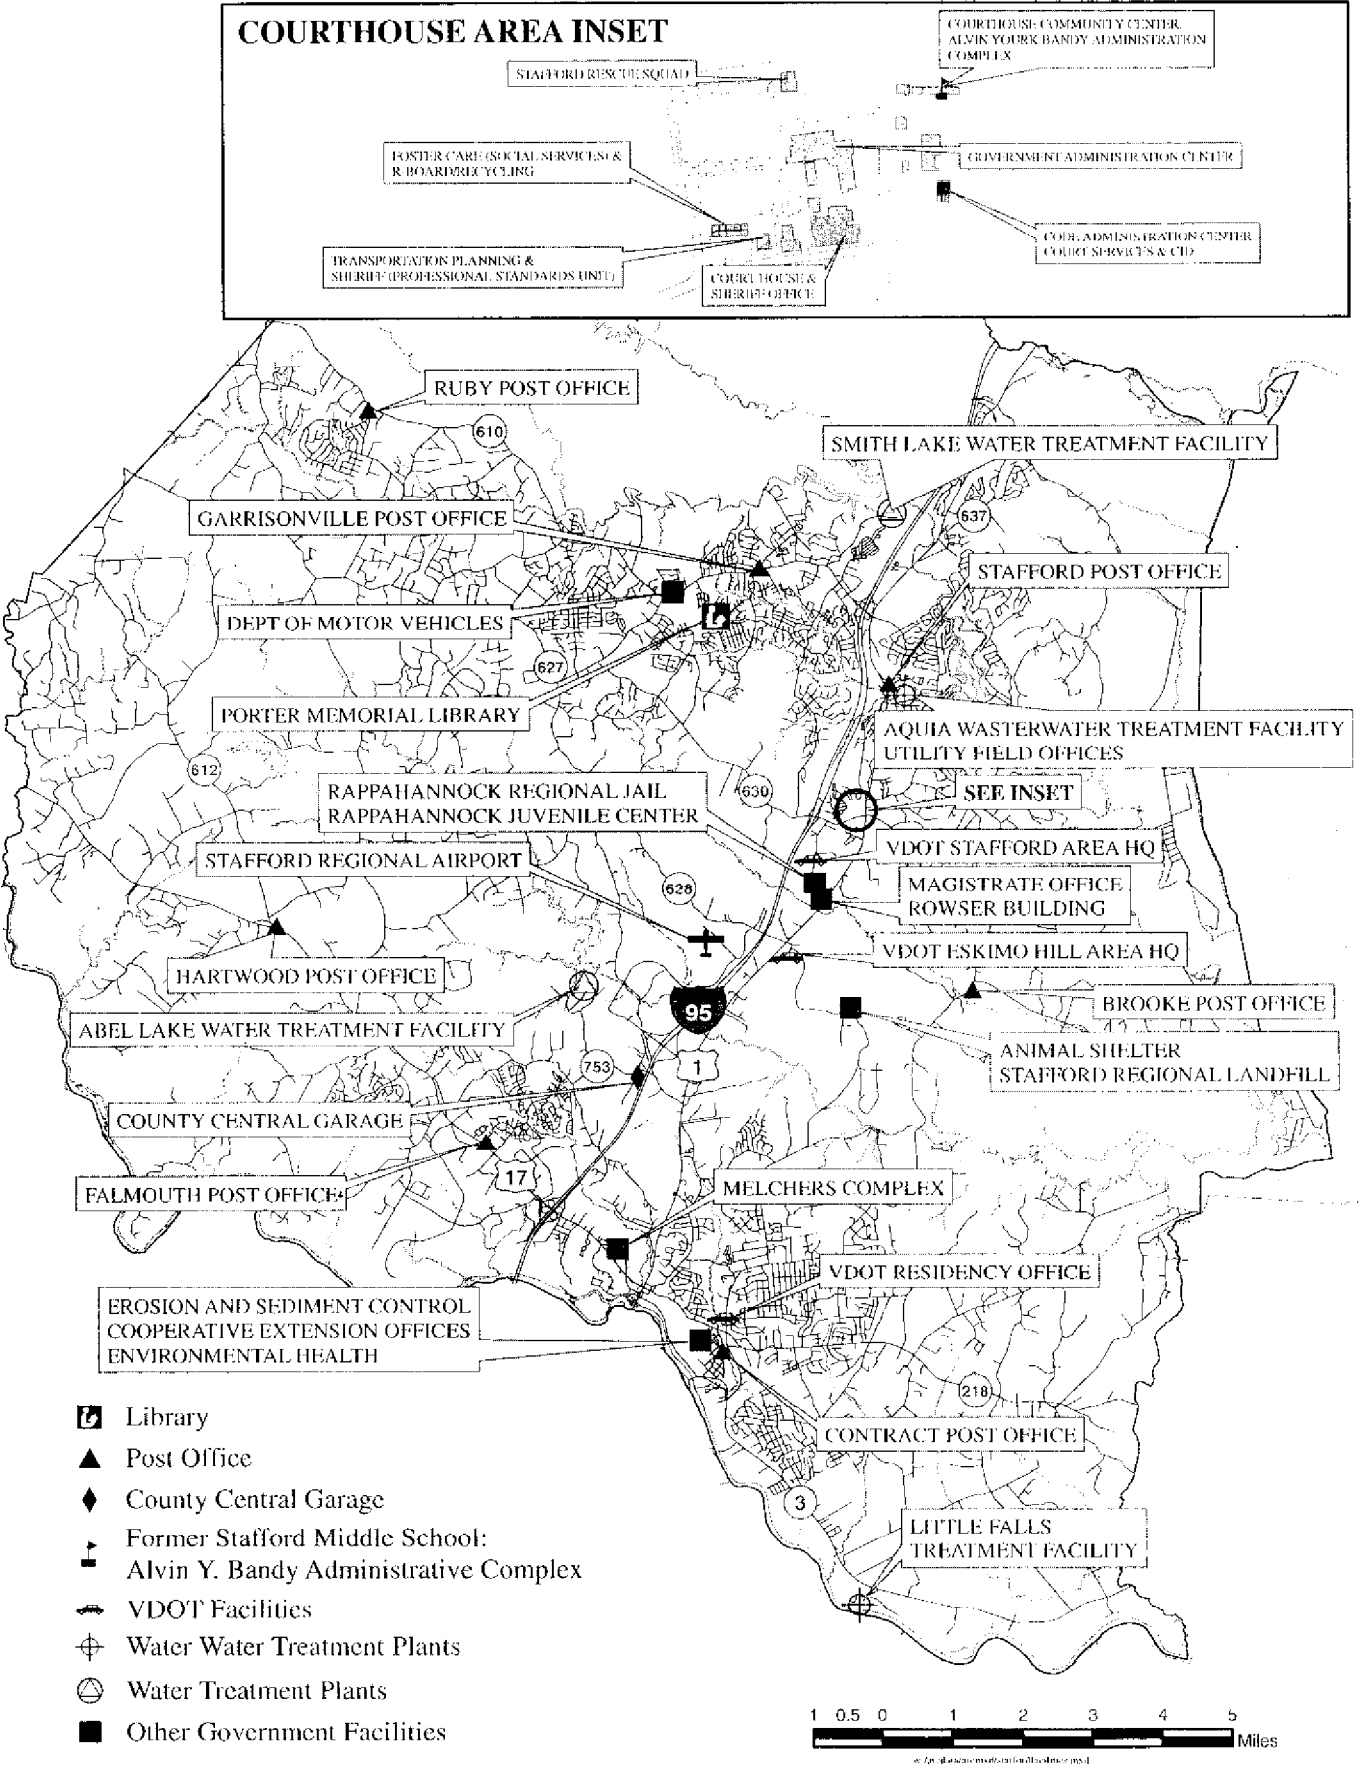 COURTHOUSE AREA INSET
COURTHOUSE COMMUNITY CENTER
ALVIN YOURK BANDY ADMINISTRATION
COMPLEX
STAFFORD RESCUE SQUAD
FOSTER CARE (SOCIAL SERVICES) &
R-BOARD/RECYCLING
GOVERNMENT ADMINISTRATION CENTER
TRANSPORTATION PLANNING &
SHERIFF (PROFESSIONAL STANDARDS UNIT)
COURT HOUSE &
SHERIFF OFFICE
CODE ADMINISTRATION CENTER
COURT SERVICES & CID
RUBY POST OFFICE
610
SMITH LAKE WATER TREATMENT FACILITY
GARRISONVILLE POST OFFICE
637
STAFFORD POST OFFICE
DEPT OF MOTOR VEHICLES
627
PORTER MEMORIAL LIBRARY
AQUIA WASTERWATER TREATMENT FACILITY
UTILITY FIELD OFFICES
612
RAPPAHANNOCK REGIONAL JAIL
RAPPAHANNOCK JUVENILE CENTER
630
SEE INSET
STAFFORD REGIONAL AIRPORT
VDOT STAFFORD AREA HQ
628
MAGISTRATE OFFICE
ROWSER BUILDING
HARTWOOD POST OFFICE
VDOT ESKIMO HILL AREA HQ
BROOKE POST OFFICE
95
ABEL LAKE WATER TREATMENT FACILITY
ANIMAL SHELTER
STAFFORD REGIONAL LANDFILL
753
1
COUNTY CENTRAL GARAGE
17
FALMOUTH POST OFFICE
MELCHERS COMPLEX
VDOT RESIDENCY OFFICE
EROSION AND SEDIMENT CONTROL
COOPERATIVE EXTENSION OFFICES
ENVIRONMENTAL HEALTH
218
CONTRACT POST OFFICE
3
LITTLE FALLS
TREATMENT FACILITY
Library
Post Office
County Central Garage
Former Stafford Middle School:
Alvin Y. Bandy Administrative Complex
VDOT Facilities
Water Water Treatment Plants
Water Treatment Plants
Other Government Facilities
1 0.5 0 1 2 3 4 5
Miles